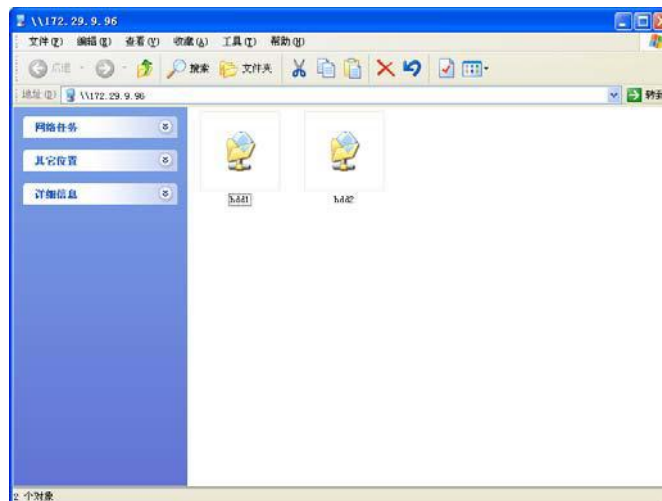 \\172.29.9.96
文件(F) 编辑(E) 查看(V) 收藏(A) 工具(T) 帮助(H)
后退 搜索 文件夹
地址(D) \\172.29.9.96 转到
网络任务
其它位置
详细信息
hdd1 hdd2
2 个对象